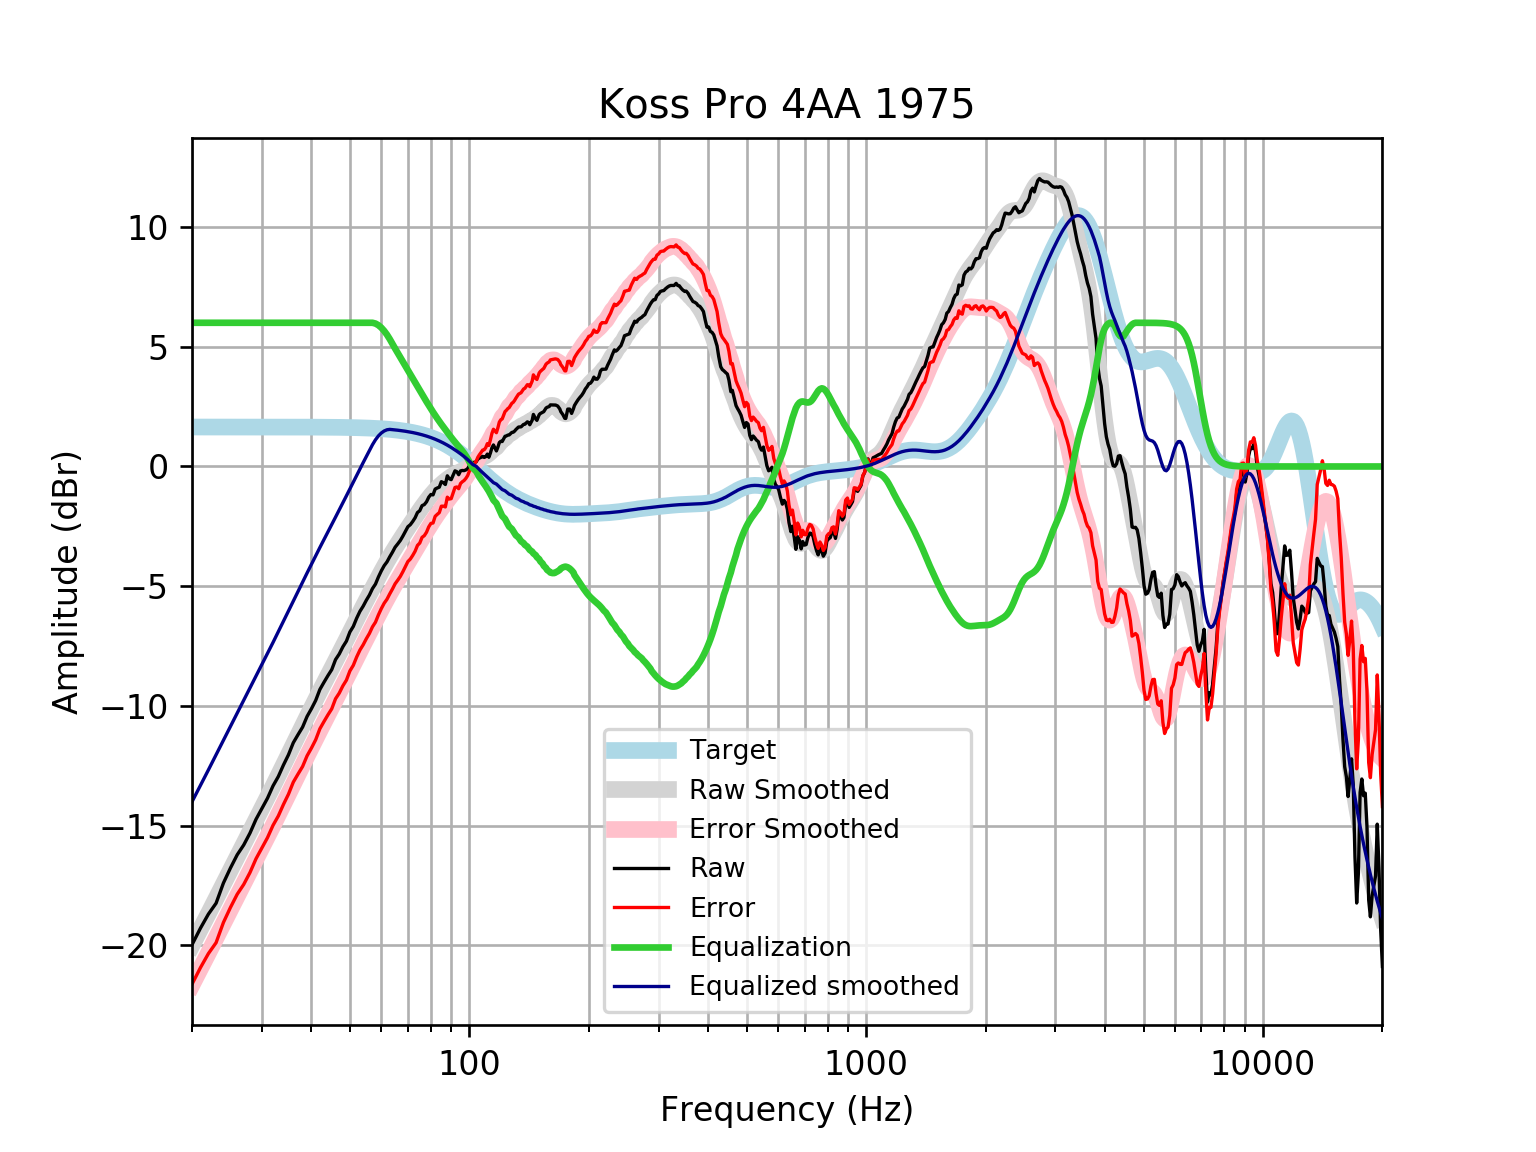 Koss Pro 4AA 1975
10
5
0
−5
−10
−15
−20
Amplitude (dBr)
Target
Raw Smoothed
Error Smoothed
Raw
Error
Equalization
Equalized smoothed
100 1000 10000
Frequency (Hz)